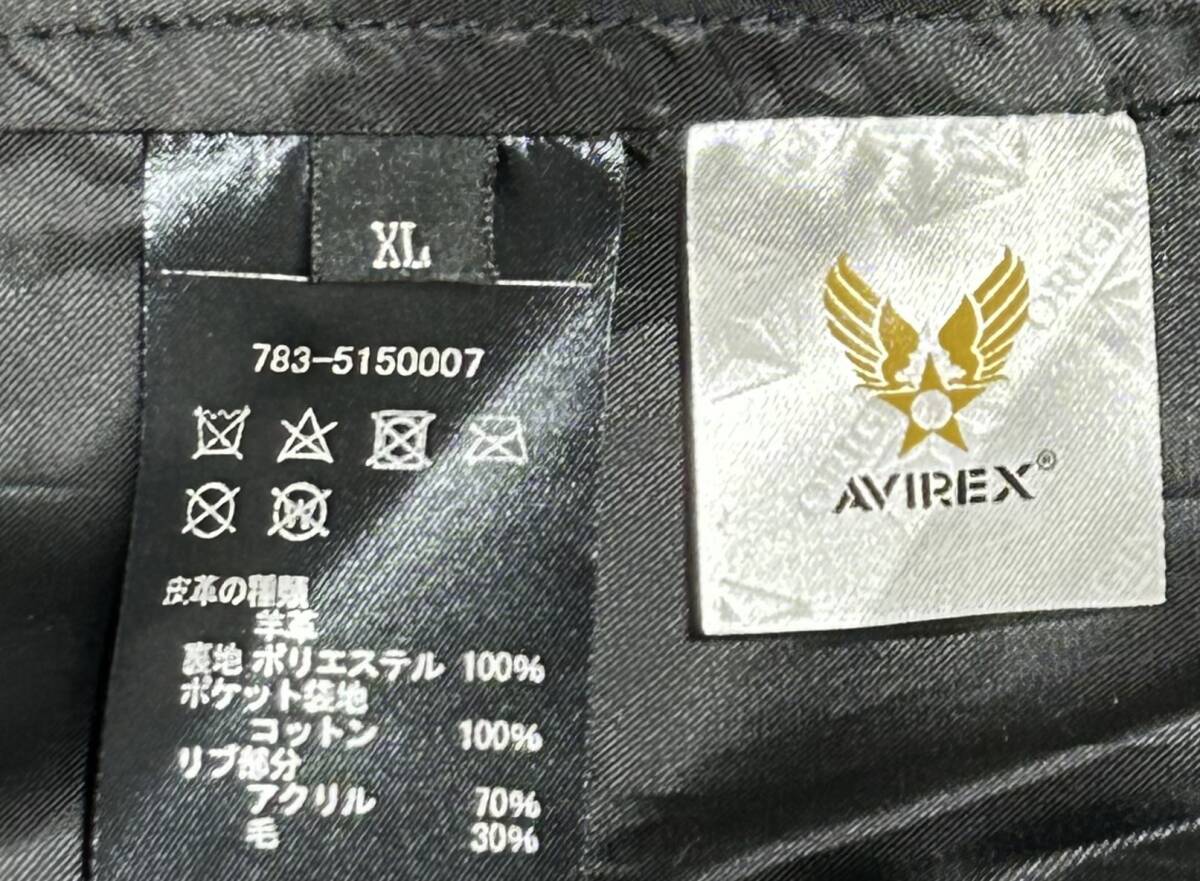 XL
783-5150007
W
皮革の種類
羊革
裏地 ポリエステル 100%
ポケット袋地
コットン 100%
リブ部分
アクリル 70%
毛 30%
ORIGIN
ORIG
AVIREX®